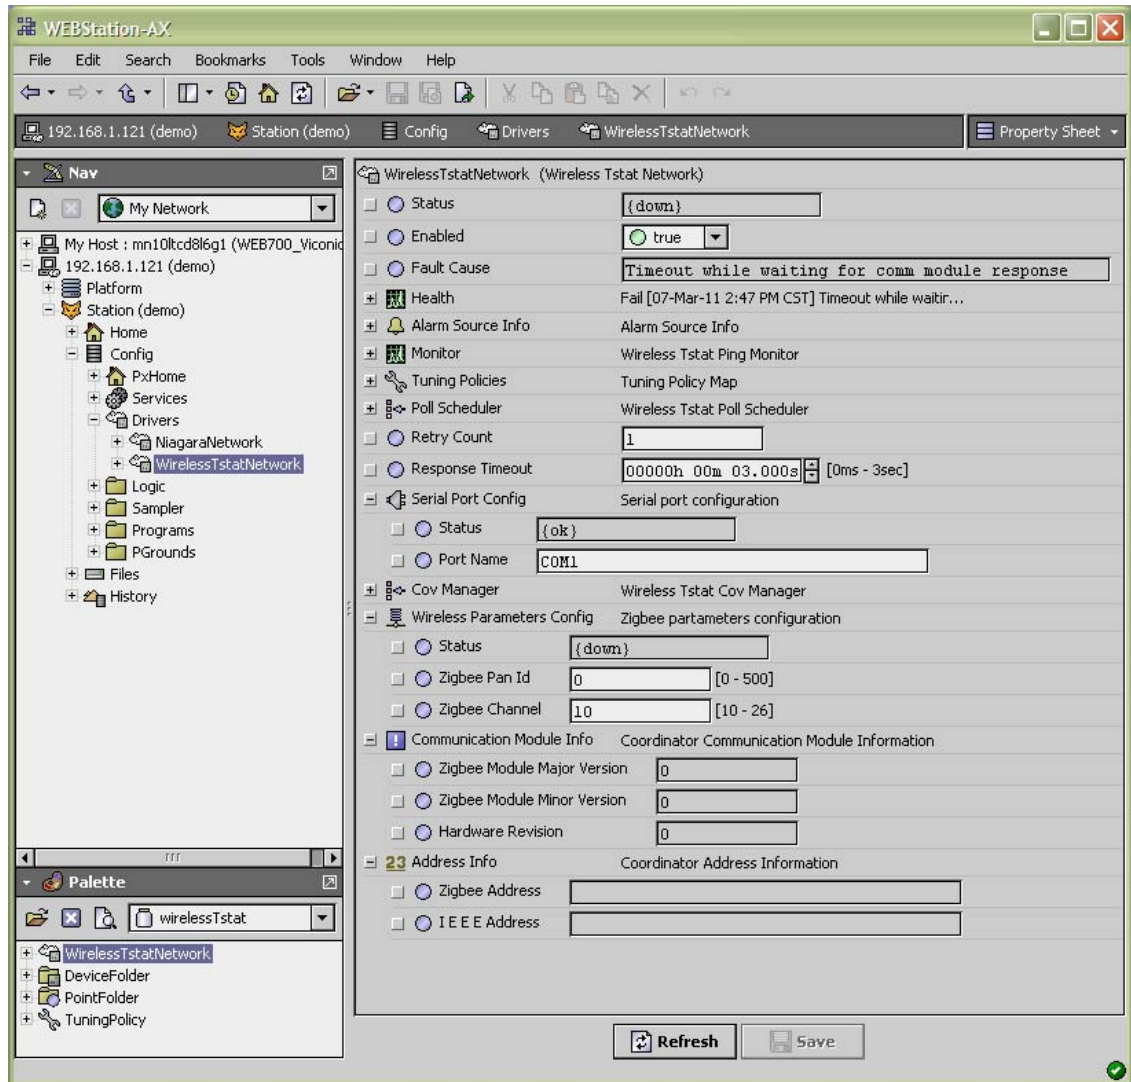 WEBStation-AX
File Edit Search Bookmarks Tools Window Help
192.168.1.121 (demo) Station (demo) Config Drivers WirelessTstatNetwork Property Sheet
Nav
My Network
My Host : mn10ltcd8l6g1 (WEB700_Viconic
192.168.1.121 (demo)
Platform
Station (demo)
Home
Config
PxHome
Services
Drivers
NiagaraNetwork
WirelessTstatNetwork
Logic
Sampler
Programs
PGrounds
Files
History
Palette
wirelessTstat
WirelessTstatNetwork
DeviceFolder
PointFolder
TuningPolicy
WirelessTstatNetwork (Wireless Tstat Network)
Status {down}
Enabled true
Fault Cause Timeout while waiting for comm module response
Health Fail [07-Mar-11 2:47 PM CST] Timeout while waitir...
Alarm Source Info Alarm Source Info
Monitor Wireless Tstat Ping Monitor
Tuning Policies Tuning Policy Map
Poll Scheduler Wireless Tstat Poll Scheduler
Retry Count 1
Response Timeout 00000h 00m 03.000s [0ms - 3sec]
Serial Port Config Serial port configuration
Status {ok}
Port Name COM1
Cov Manager Wireless Tstat Cov Manager
Wireless Parameters Config Zigbee partameters configuration
Status {down}
Zigbee Pan Id 0 [0 - 500]
Zigbee Channel 10 [10 - 26]
Communication Module Info Coordinator Communication Module Information
Zigbee Module Major Version 0
Zigbee Module Minor Version 0
Hardware Revision 0
23 Address Info Coordinator Address Information
Zigbee Address
I E E E Address
Refresh Save